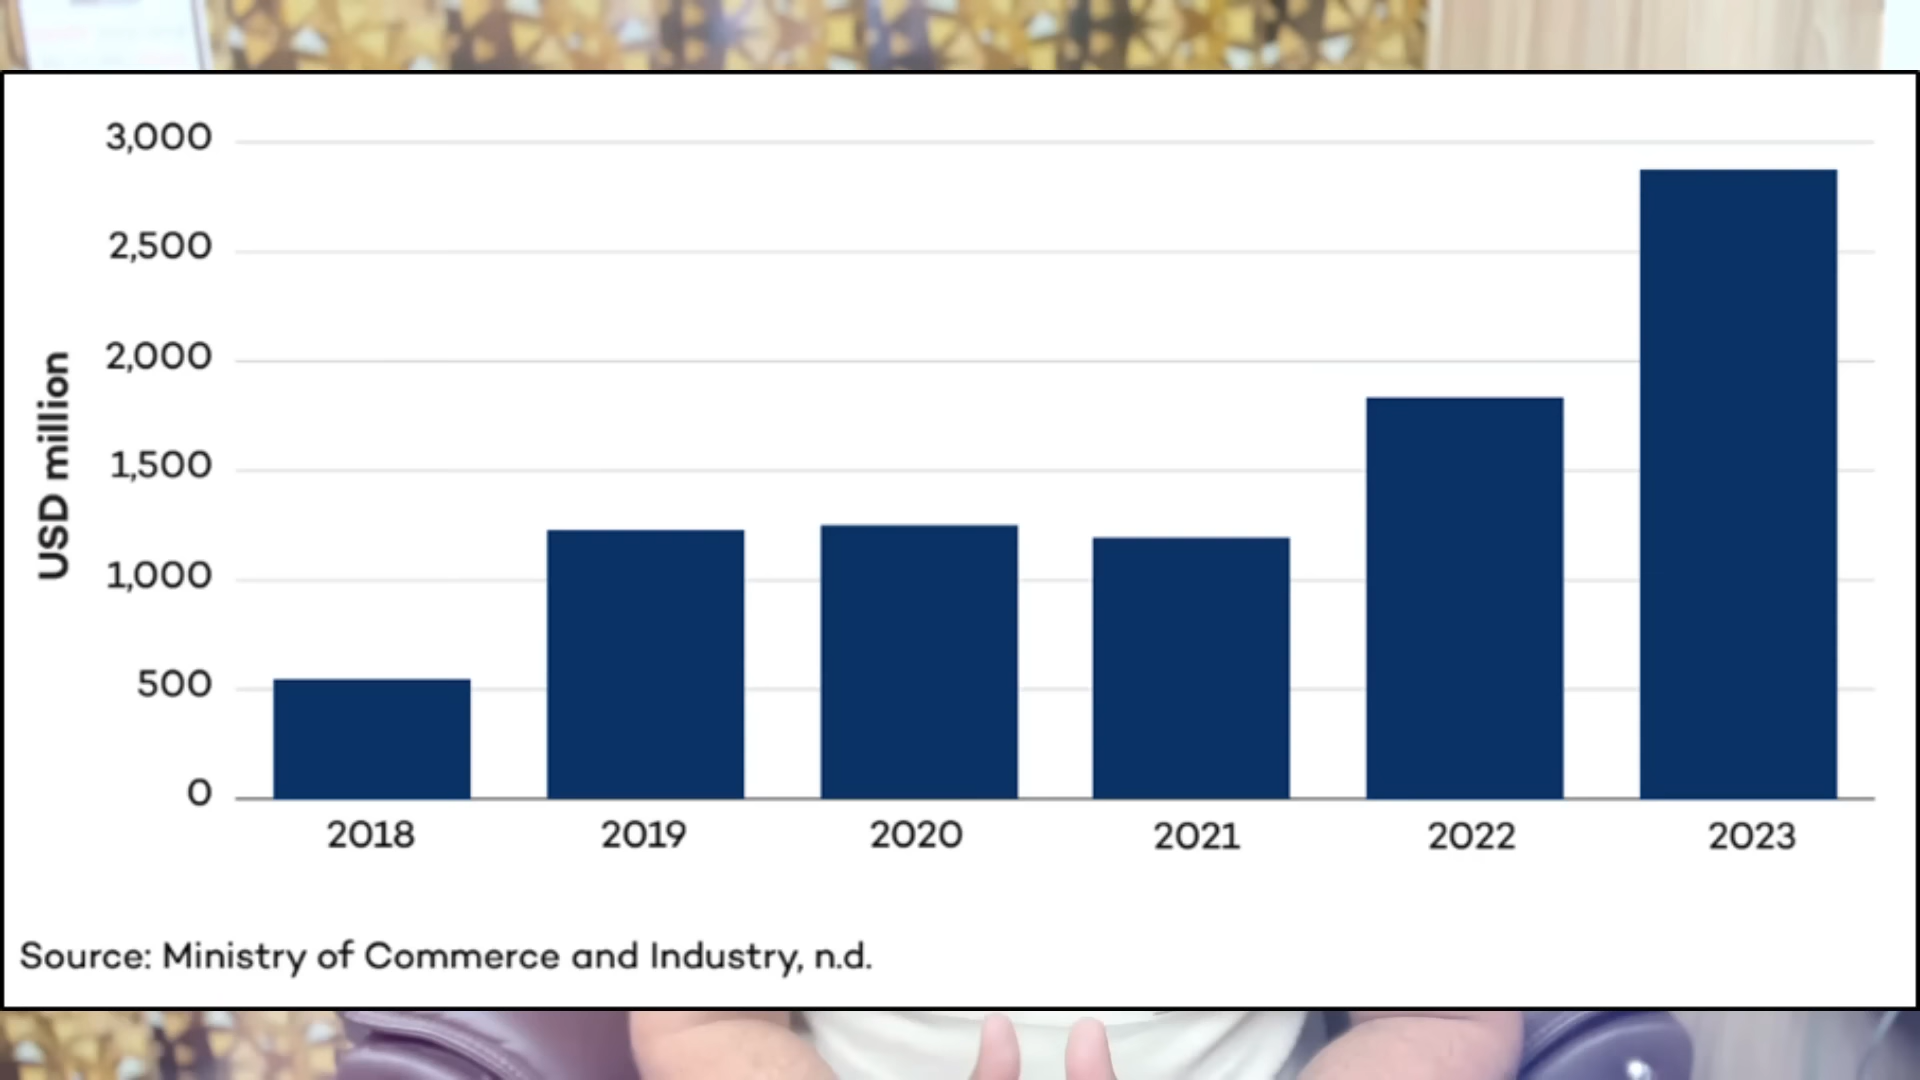 3,000
2,500
2,000
1,500
1,000
500
0
USD million
2018 2019 2020 2021 2022 2023
Source: Ministry of Commerce and Industry, n.d.